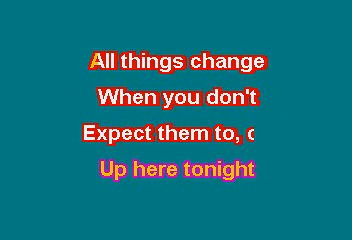 All things change
When you don't
Expect them to,
Up here tonight